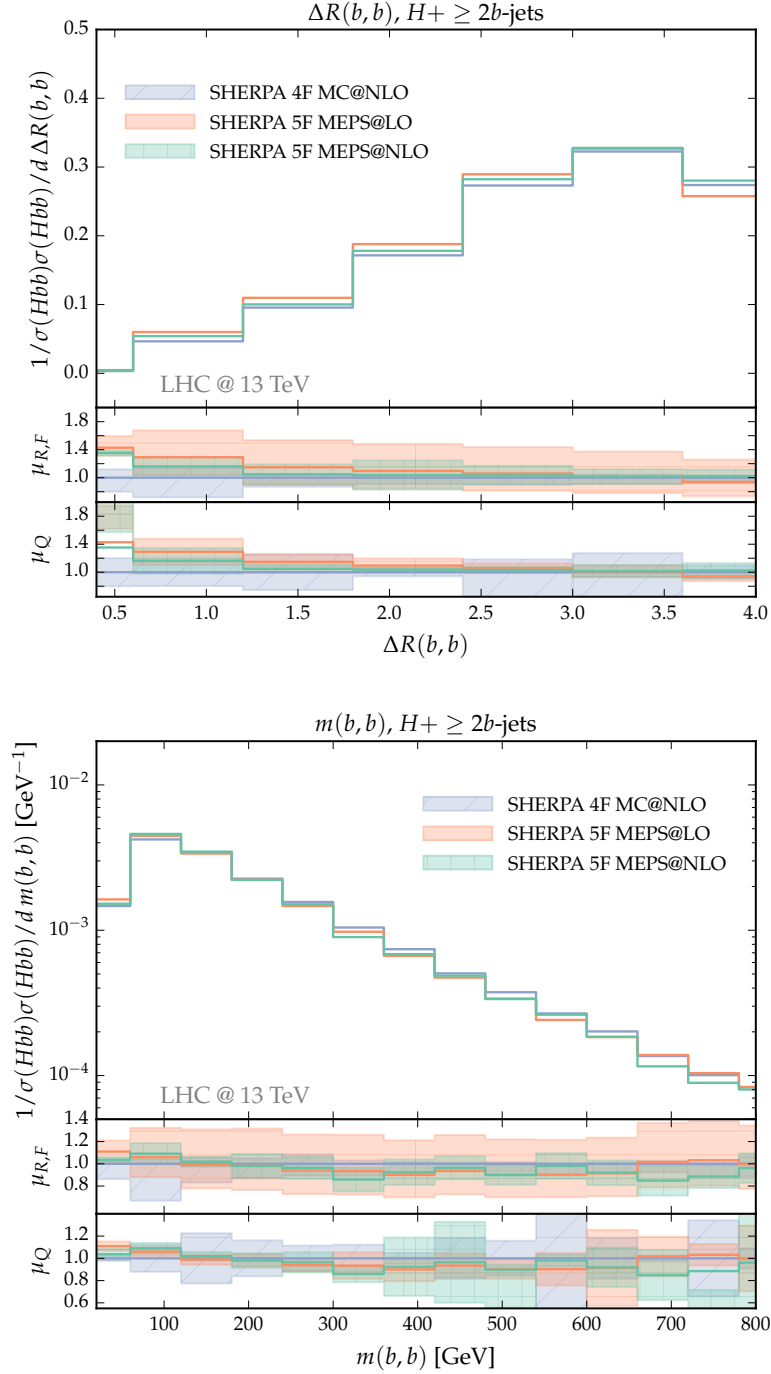 ΔR(b, b), H+ ≥ 2b-jets
1/σ(Hbb)σ(Hbb)/d ΔR(b, b)
0.5
0.4
0.3
0.2
0.1
0.0
SHERPA 4F MC@NLO
SHERPA 5F MEPS@LO
SHERPA 5F MEPS@NLO
LHC @ 13 TeV
μR,F
1.8
1.4
1.0
μQ
1.8
1.4
1.0
0.5 1.0 1.5 2.0 2.5 3.0 3.5 4.0
ΔR(b, b)
m(b, b), H+ ≥ 2b-jets
1/σ(Hbb)σ(Hbb)/d m(b, b) [GeV⁻¹]
10⁻²
10⁻³
10⁻⁴
SHERPA 4F MC@NLO
SHERPA 5F MEPS@LO
SHERPA 5F MEPS@NLO
LHC @ 13 TeV
μR,F
1.4
1.2
1.0
0.8
μQ
1.2
1.0
0.8
0.6
100 200 300 400 500 600 700 800
m(b, b) [GeV]